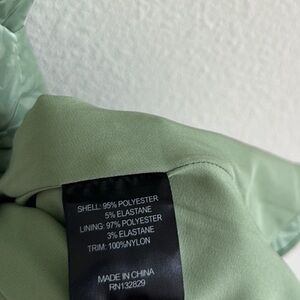 SHELL: 95% POLYESTER
5% ELASTANE
LINING: 97% POLYESTER
3% ELASTANE
TRIM: 100%NYLON
MADE IN CHINA
RN132829